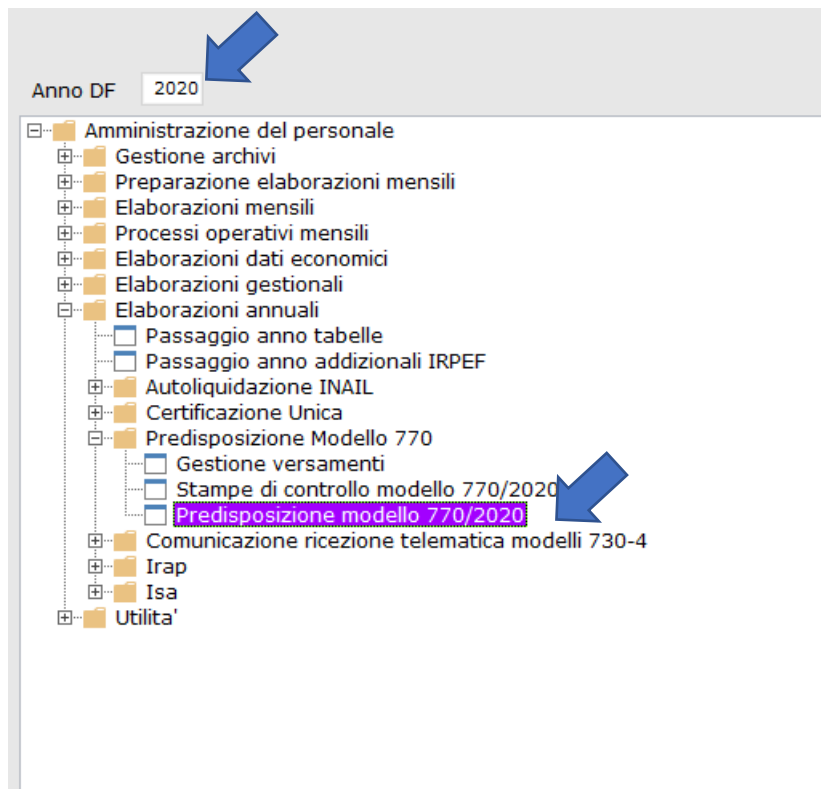 Anno DF 2020
Amministrazione del personale
Gestione archivi
Preparazione elaborazioni mensili
Elaborazioni mensili
Processi operativi mensili
Elaborazioni dati economici
Elaborazioni gestionali
Elaborazioni annuali
Passaggio anno tabelle
Passaggio anno addizionali IRPEF
Autoliquidazione INAIL
Certificazione Unica
Predisposizione Modello 770
Gestione versamenti
Stampe di controllo modello 770/2020
Predisposizione modello 770/2020
Comunicazione ricezione telematica modelli 730-4
Irap
Isa
Utilita'